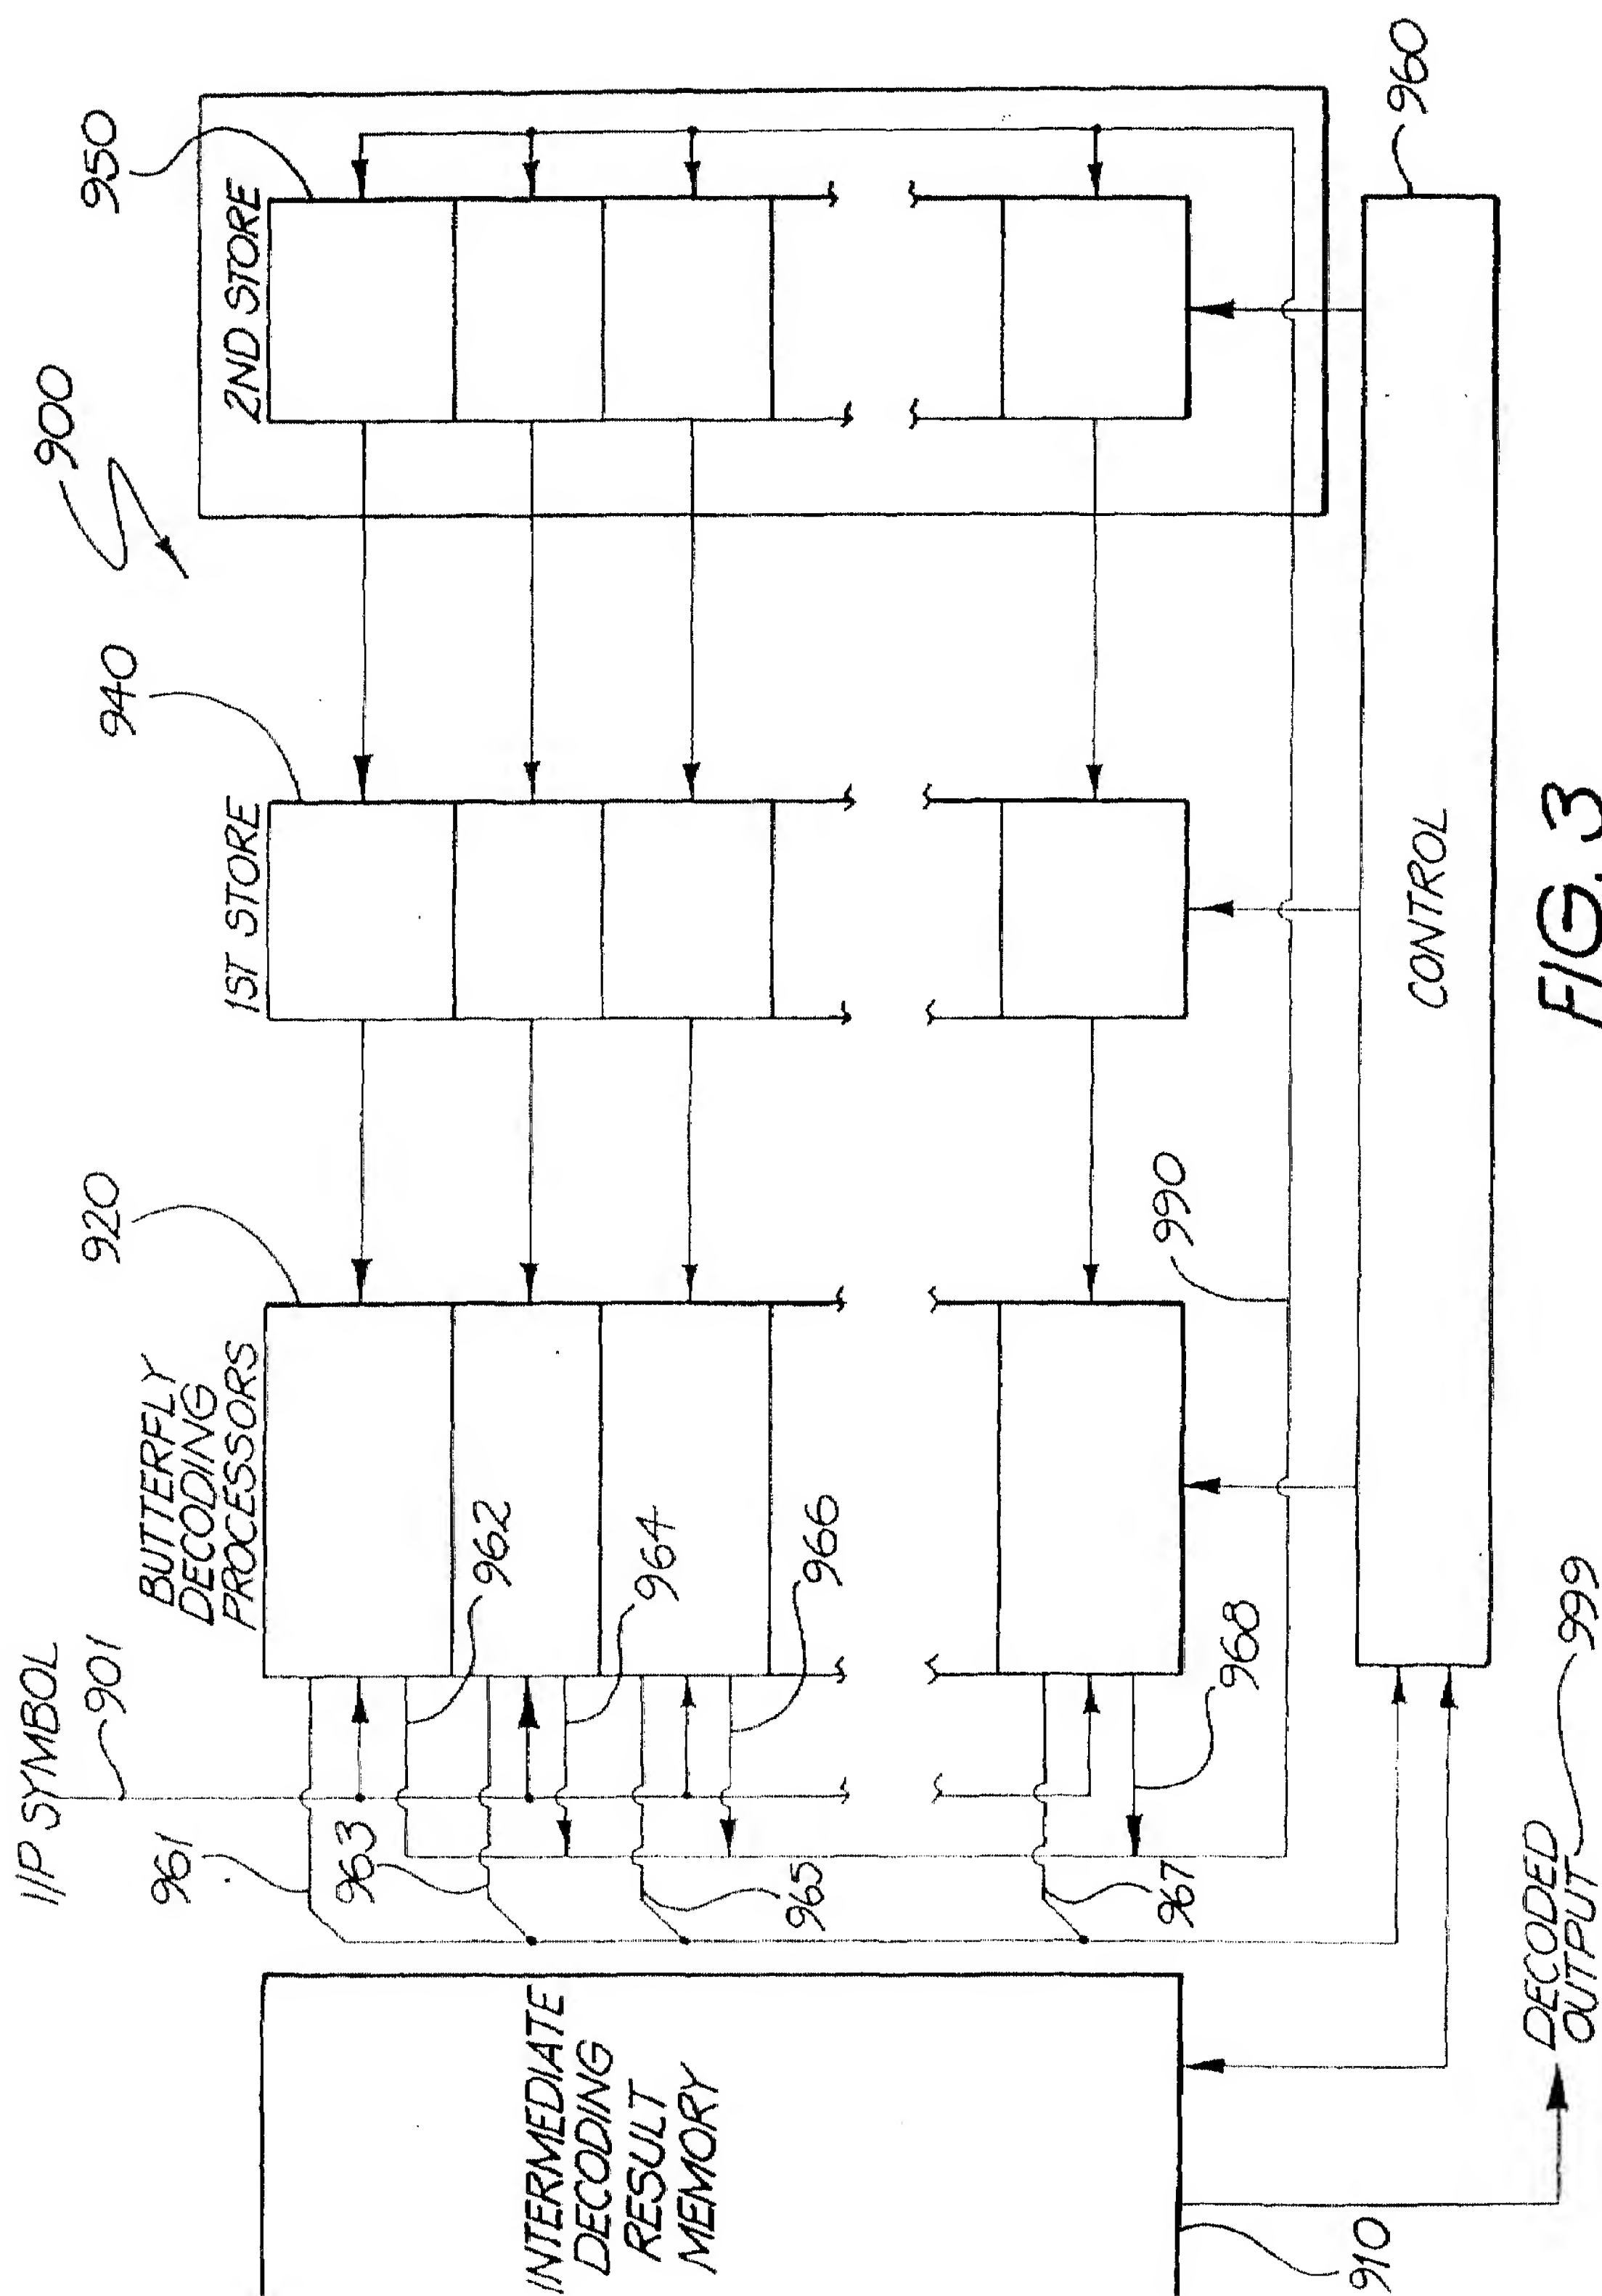 900
I/P SYMBOL
901
BUTTERFLY
DECODING
PROCESSORS
920
1ST STORE
940
2ND STORE
950
961
962
963
964
965
966
967
968
990
INTERMEDIATE
DECODING
RESULT
MEMORY
910
CONTROL
960
DECODED
OUTPUT
999
FIG. 3